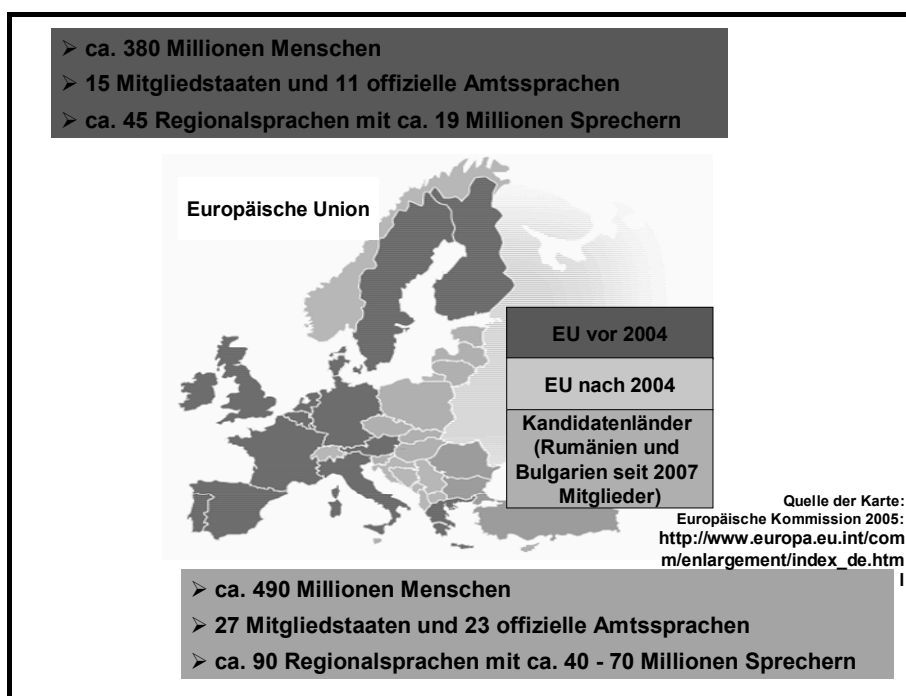 ➢ ca. 380 Millionen Menschen
➢ 15 Mitgliedstaaten und 11 offizielle Amtssprachen
➢ ca. 45 Regionalsprachen mit ca. 19 Millionen Sprechern
Europäische Union
EU vor 2004
EU nach 2004
Kandidatenländer
(Rumänien und
Bulgarien seit 2007
Mitglieder)
Quelle der Karte:
Europäische Kommission 2005:
http://www.europa.eu.int/com
m/enlargement/index_de.htm
l
➢ ca. 490 Millionen Menschen
➢ 27 Mitgliedstaaten und 23 offizielle Amtssprachen
➢ ca. 90 Regionalsprachen mit ca. 40 - 70 Millionen Sprechern